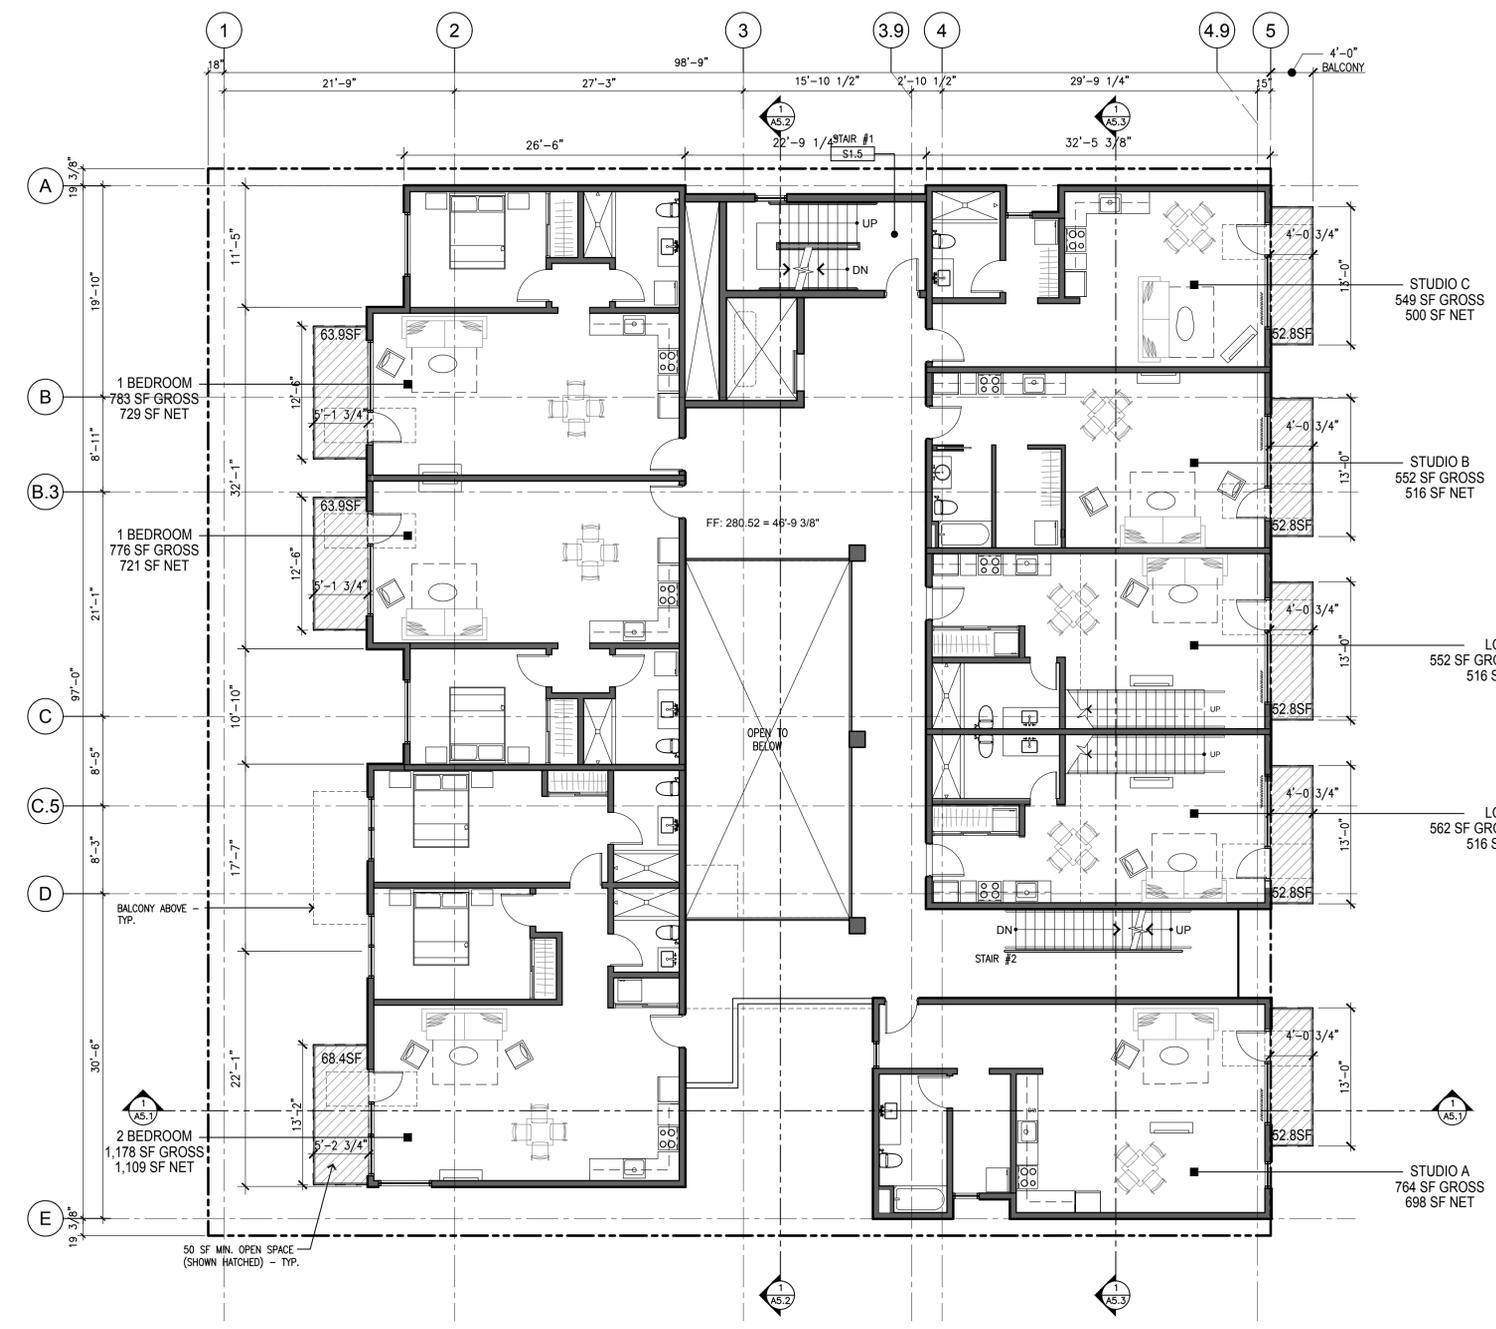 1
2
3
3.9
4
4.9
5
4'-0"
BALCONY
18"
98'-9"
21'-9"
27'-3"
15'-10 1/2"
2'-10 1/2"
29'-9 1/4"
15"
1
A5.2
1
A5.3
26'-6"
22'-9 1/4"
STAIR #1
S1.5
32'-5 3/8"
A
19 3/8"
11'-5"
19'-10"
UP
DN
4'-0 3/4"
13'-0"
STUDIO C
549 SF GROSS
500 SF NET
52.8SF
63.9SF
12'-6"
5'-1 3/4"
1 BEDROOM
783 SF GROSS
729 SF NET
B
8'-11"
32'-1"
4'-0 3/4"
13'-0"
STUDIO B
552 SF GROSS
516 SF NET
52.8SF
B.3
63.9SF
FF: 280.52 = 46'-9 3/8"
1 BEDROOM
776 SF GROSS
721 SF NET
12'-6"
5'-1 3/4"
21'-1"
4'-0 3/4"
13'-0"
LO
552 SF GRO
516 S
52.8SF
97'-0"
10'-10"
C
UP
OPEN TO
BELOW
8'-5"
UP
C.5
4'-0 3/4"
13'-0"
LO
562 SF GRO
516 S
52.8SF
8'-3"
17'-7"
D
BALCONY ABOVE
TYP.
DN
UP
STAIR #2
30'-6"
22'-1"
68.4SF
13'-2"
5'-2 3/4"
4'-0 3/4"
13'-0"
52.8SF
1
A5.1
1
A5.1
2 BEDROOM
1,178 SF GROSS
1,109 SF NET
STUDIO A
764 SF GROSS
698 SF NET
E
19 3/8"
50 SF MIN. OPEN SPACE
(SHOWN HATCHED) - TYP.
1
A5.2
1
A5.3